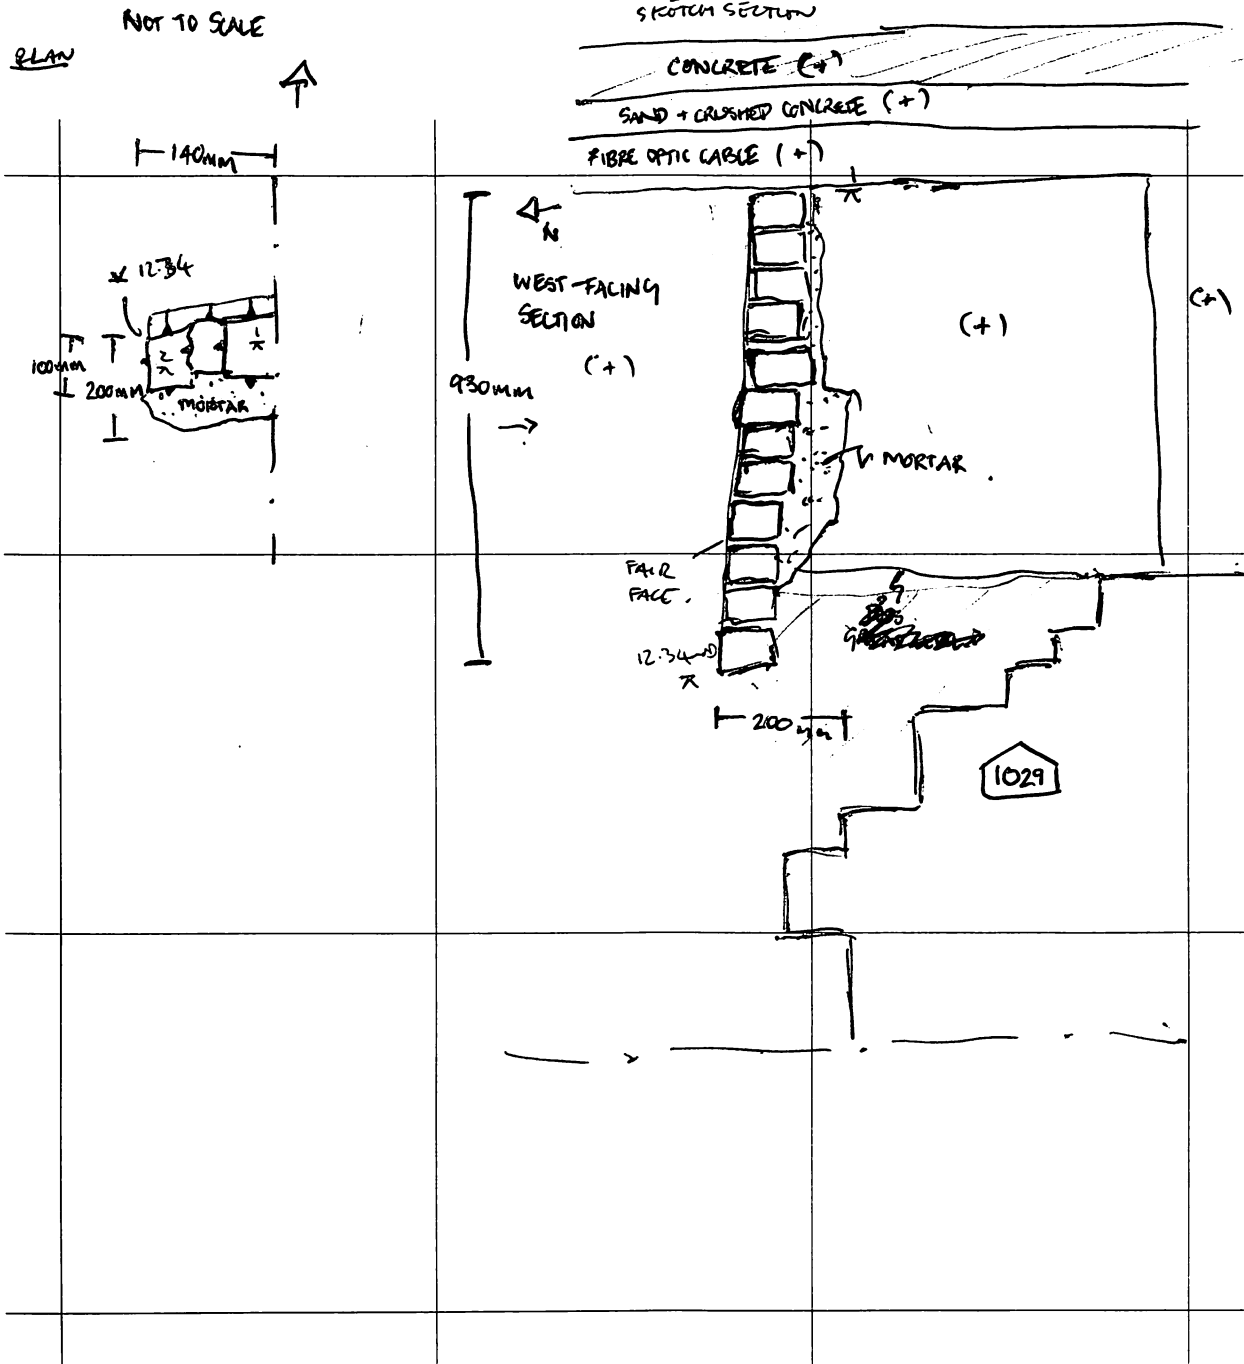 NOT TO SCALE
PLAN
140mm
12.34
1
2
100mm
200mm
MORTAR
SKETCH SECTION
CONCRETE (+)
SAND + CRUSHED CONCRETE (+)
FIBRE OPTIC CABLE (+)
1
N
WEST-FACING
SECTION
(+)
(+)
(+)
930mm
MORTAR
FAIR
FACE.
12.34
200mm
1029